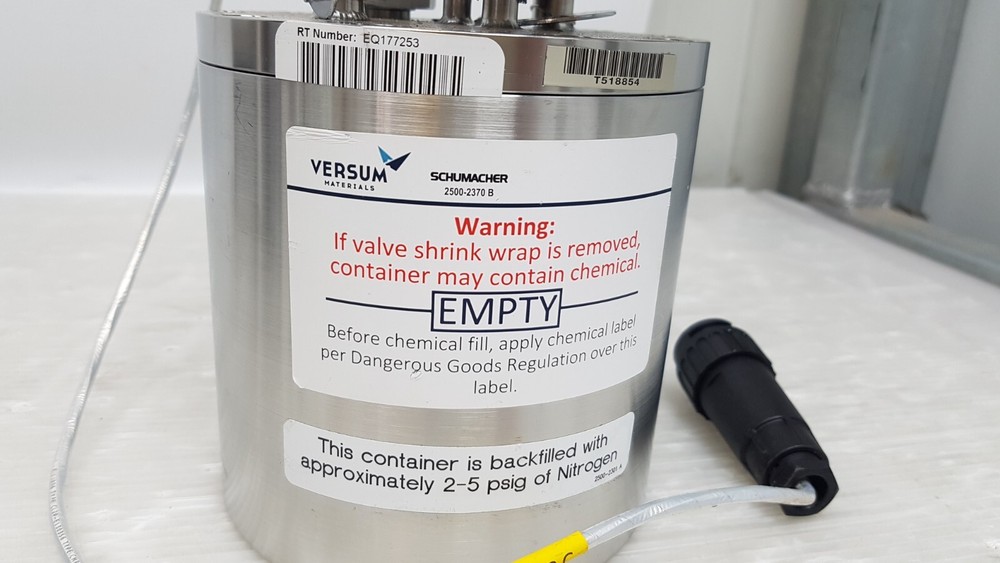 RT Number: EQ177253
T518854
VERSUM
MATERIALS
SCHUMACHER
2500-2370 B
Warning:
If valve shrink wrap is removed,
container may contain chemical.
EMPTY
Before chemical fill, apply chemical label
per Dangerous Goods Regulation over this
label.
This container is backfilled with
approximately 2-5 psig of Nitrogen
2500-2301 A